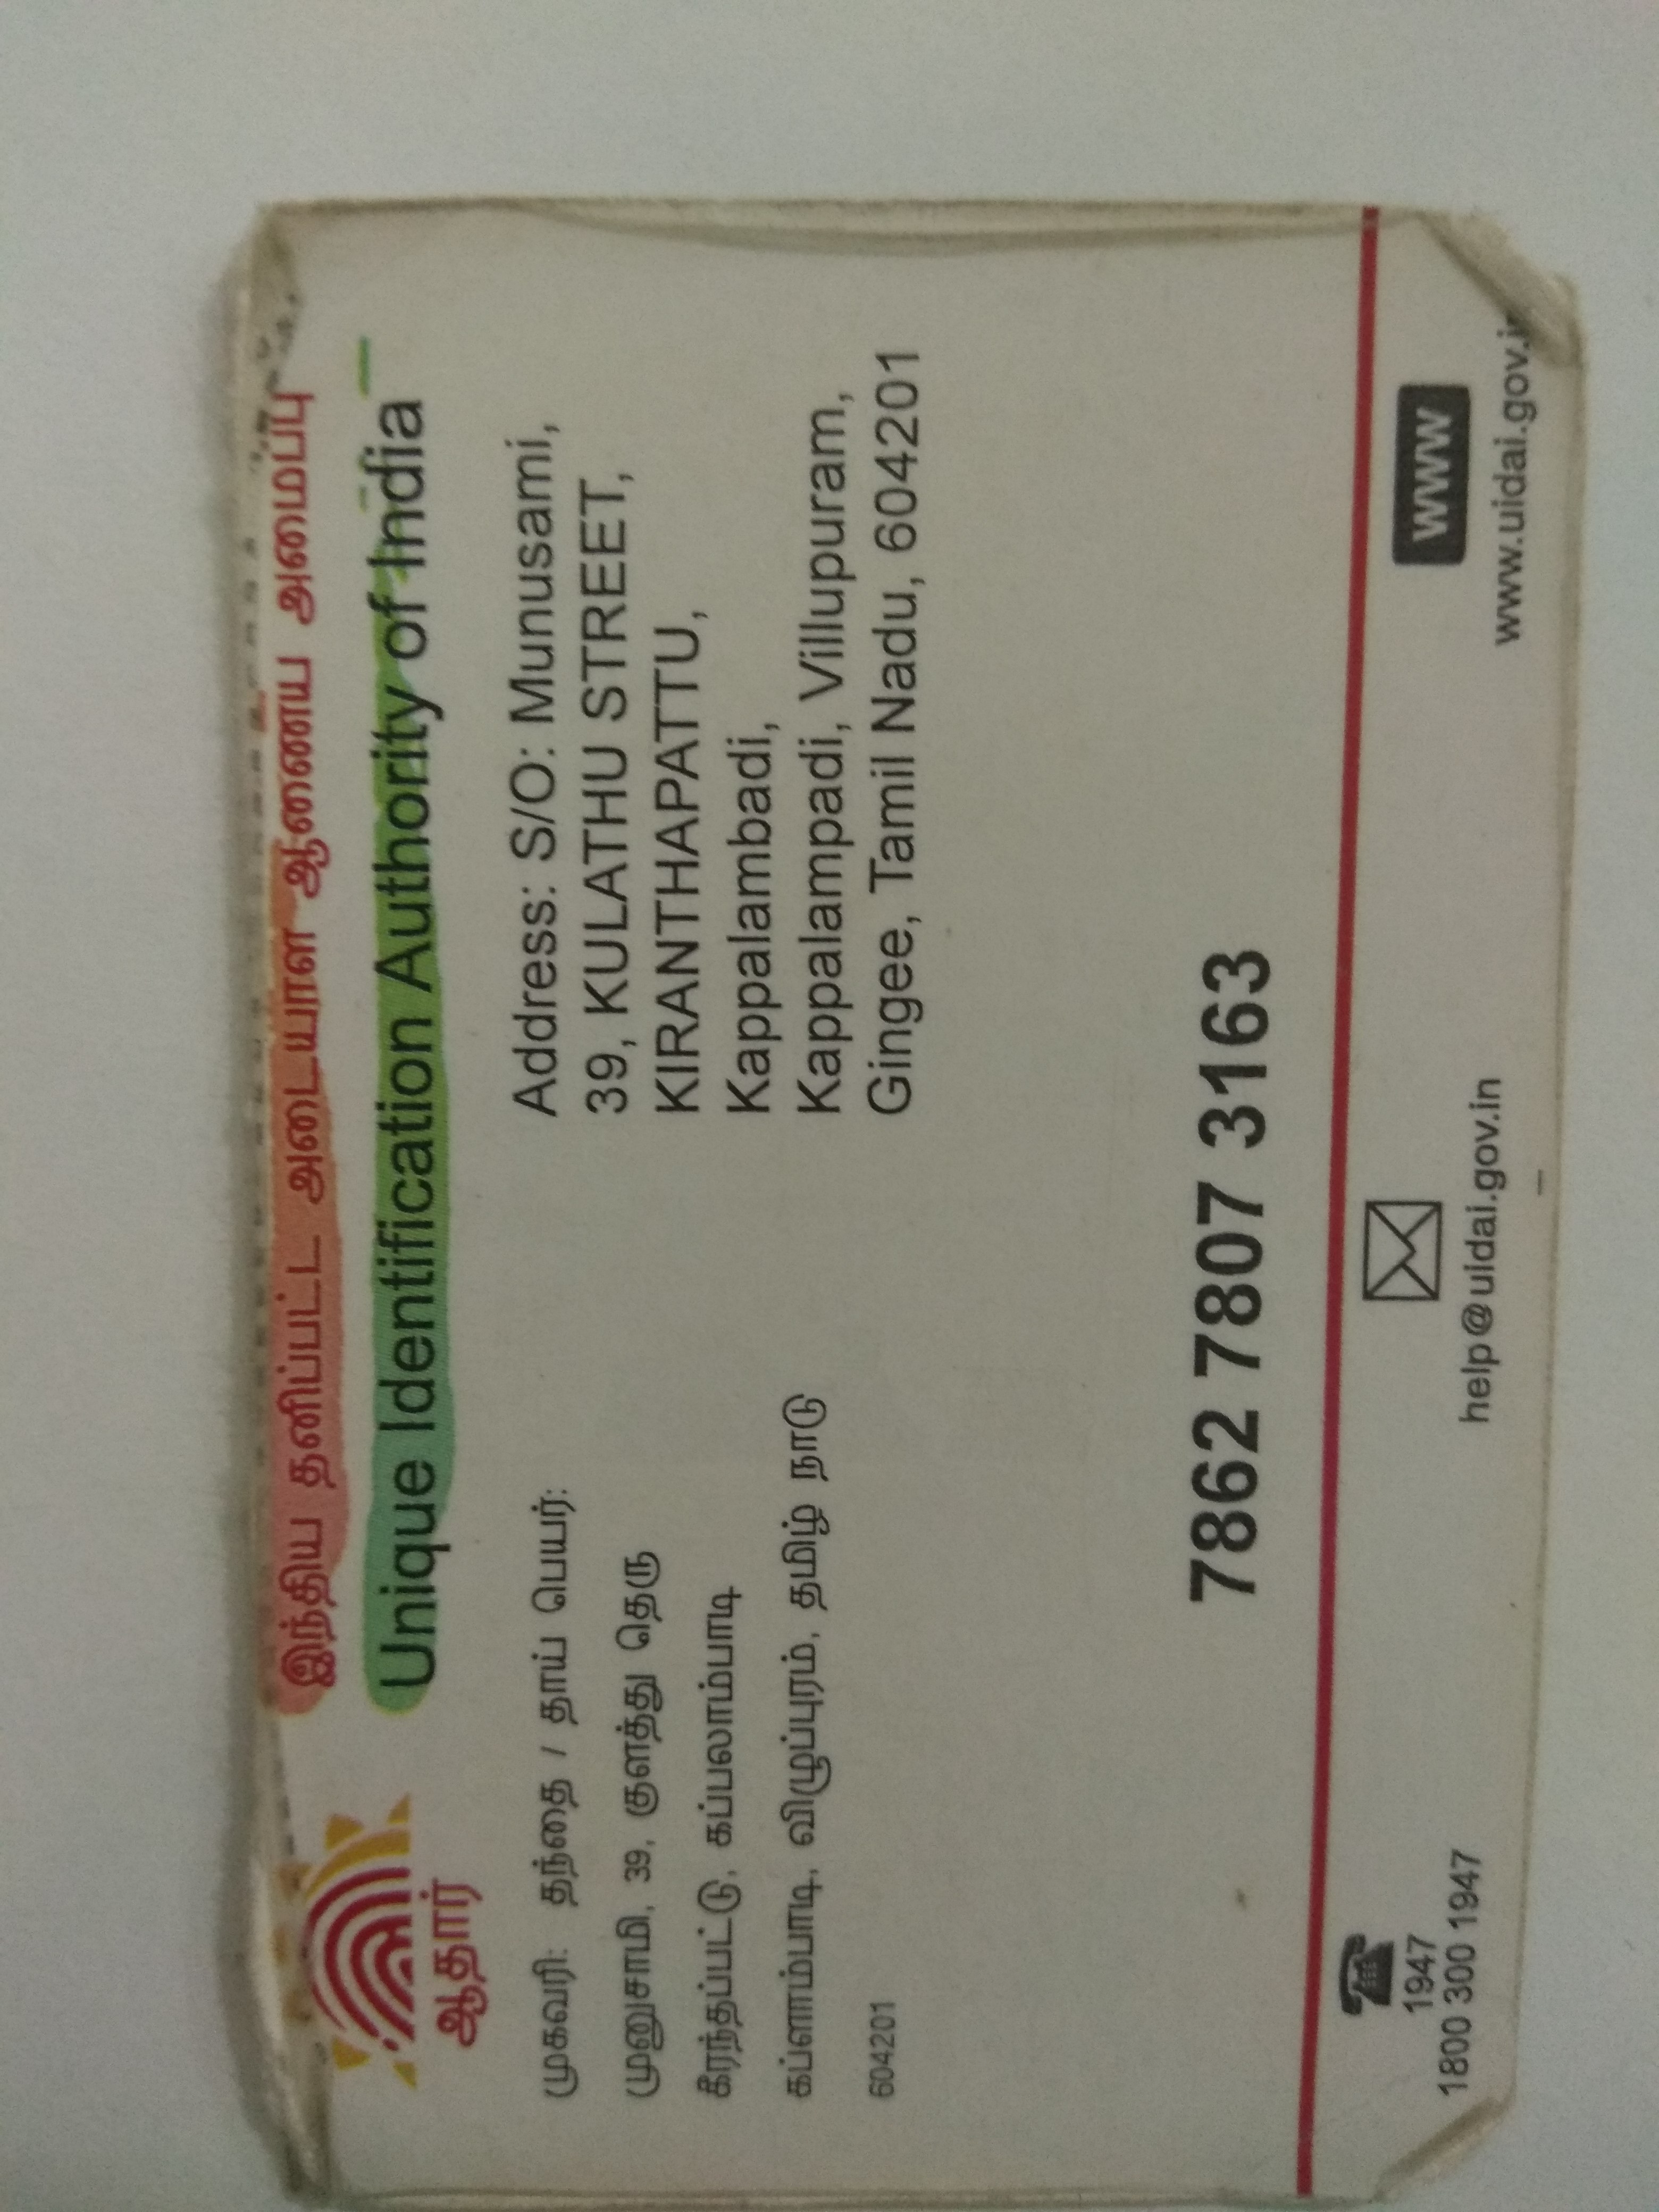 இந்திய தனிப்பட்ட அடையாள ஆணைய அமைப்பு
Unique Identification Authority of India
ஆதார்
முகவரி: தந்தை / தாய் பெயர்:
முனுசாமி, 39, குளத்து தெரு
கீரந்தப்பட்டு, கப்பலாம்பாடி
கப்ளாம்பாடி, விழுப்புரம், தமிழ் நாடு
604201
Address: S/O: Munusami,
39, KULATHU STREET,
KIRANTHAPATTU,
Kappalambadi,
Kappalampadi, Villupuram,
Gingee, Tamil Nadu, 604201
7862 7807 3163
1947
1800 300 1947
help@uidai.gov.in
www
www.uidai.gov.in